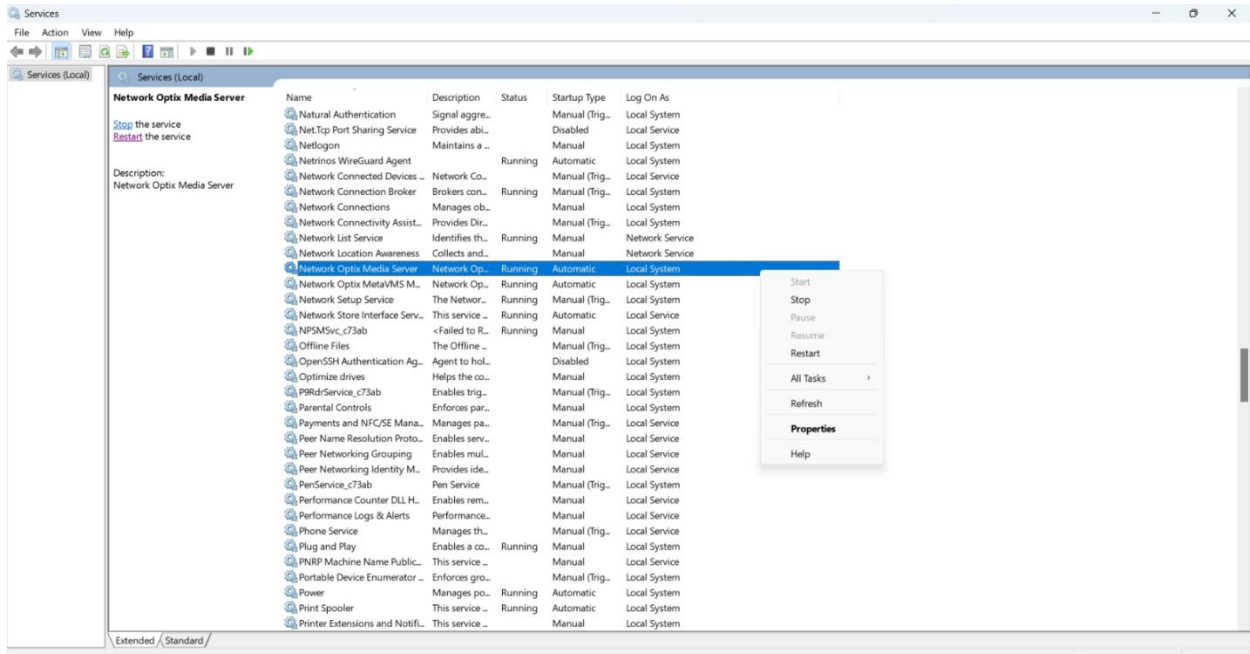 Services
File Action View Help
Services (Local)
Services (Local)
Network Optix Media Server
Stop the service
Restart the service
Description:
Network Optix Media Server
Name Description Status Startup Type Log On As
Natural Authentication Signal aggre... Manual (Trig... Local System
Net.Tcp Port Sharing Service Provides abi... Disabled Local Service
Netlogon Maintains a ... Manual Local System
Netrinos WireGuard Agent Running Automatic Local System
Network Connected Devices ... Network Co... Manual (Trig... Local Service
Network Connection Broker Brokers con... Running Manual (Trig... Local System
Network Connections Manages ob... Manual Local System
Network Connectivity Assist... Provides Dir... Manual (Trig... Local System
Network List Service Identifies th... Running Manual Network Service
Network Location Awareness Collects and... Manual Network Service
Network Optix Media Server Network Op... Running Automatic Local System
Network Optix MetaVMS M... Network Op... Running Automatic Local System
Network Setup Service The Networ... Running Manual (Trig... Local System
Network Store Interface Serv... This service ... Running Automatic Local Service
NPSMSvc_c73ab <Failed to R... Running Manual Local System
Offline Files The Offline ... Manual (Trig... Local System
OpenSSH Authentication Ag... Agent to hol... Disabled Local System
Optimize drives Helps the co... Manual Local System
P9RdrService_c73ab Enables trig... Manual (Trig... Local System
Parental Controls Enforces par... Manual Local System
Payments and NFC/SE Mana... Manages pa... Manual (Trig... Local Service
Peer Name Resolution Proto... Enables serv... Manual Local Service
Peer Networking Grouping Enables mul... Manual Local Service
Peer Networking Identity M... Provides ide... Manual Local Service
PenService_c73ab Pen Service Manual (Trig... Local System
Performance Counter DLL H... Enables rem... Manual Local Service
Performance Logs & Alerts Performance... Manual Local Service
Phone Service Manages th... Manual (Trig... Local Service
Plug and Play Enables a co... Running Manual Local System
PNRP Machine Name Public... This service ... Manual Local Service
Portable Device Enumerator ... Enforces gro... Manual (Trig... Local System
Power Manages po... Running Automatic Local System
Print Spooler This service ... Running Automatic Local System
Printer Extensions and Notifi... This service ... Manual Local System
Start
Stop
Pause
Resume
Restart
All Tasks
Refresh
Properties
Help
Extended Standard